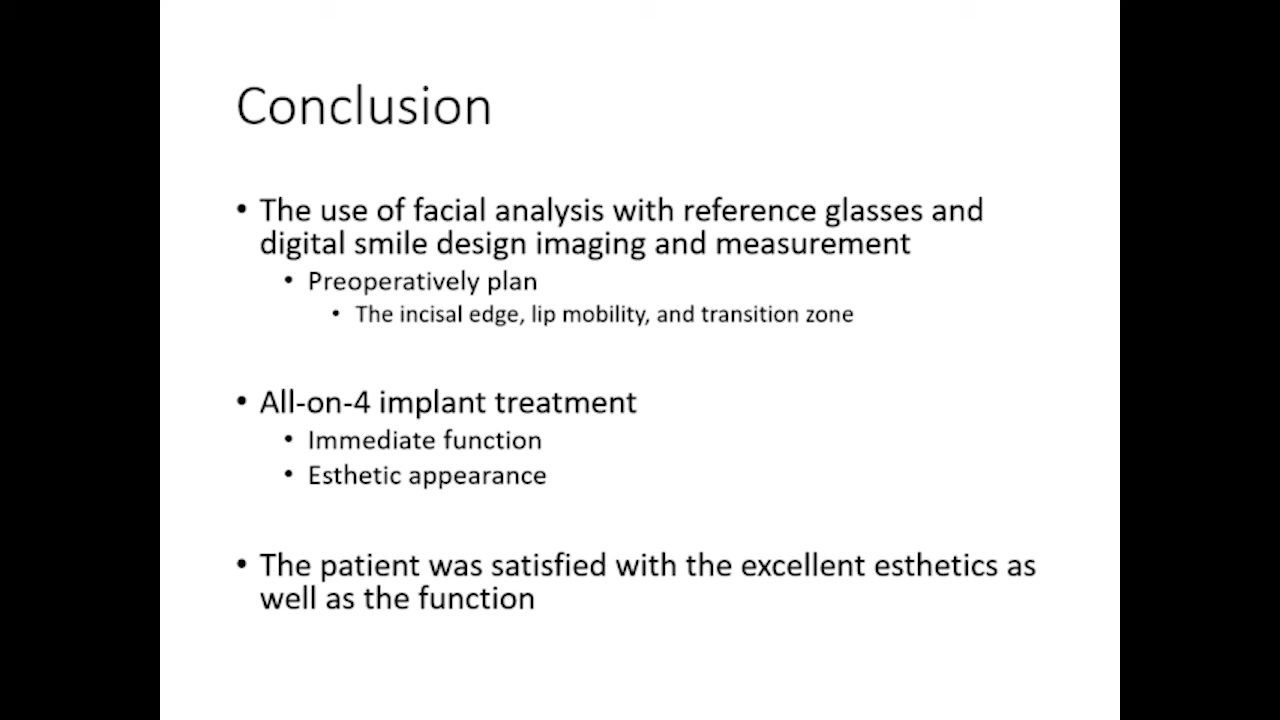 Conclusion
• The use of facial analysis with reference glasses and
digital smile design imaging and measurement
• Preoperatively plan
• The incisal edge, lip mobility, and transition zone
• All-on-4 implant treatment
• Immediate function
• Esthetic appearance
• The patient was satisfied with the excellent esthetics as
well as the function